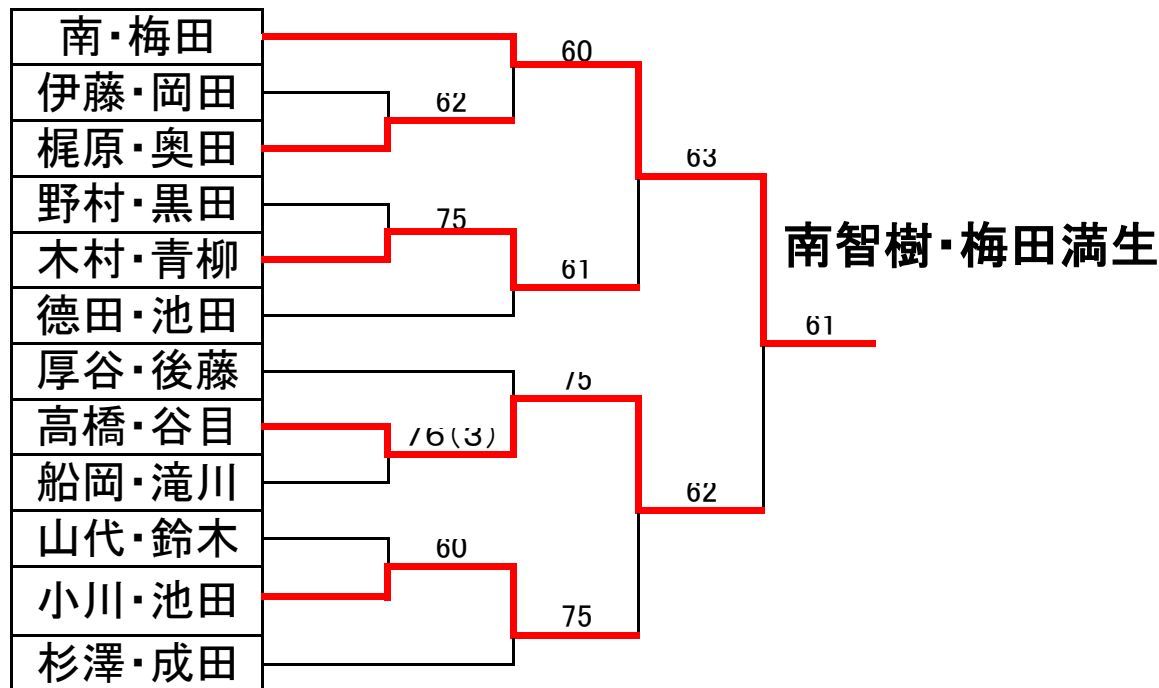 南・梅田
伊藤・岡田
梶原・奥田
野村・黒田
木村・青柳
徳田・池田
厚谷・後藤
高橋・谷目
船岡・滝川
山代・鈴木
小川・池田
杉澤・成田
62
75
76(3)
60
60
61
75
75
63
62
61
南智樹・梅田満生